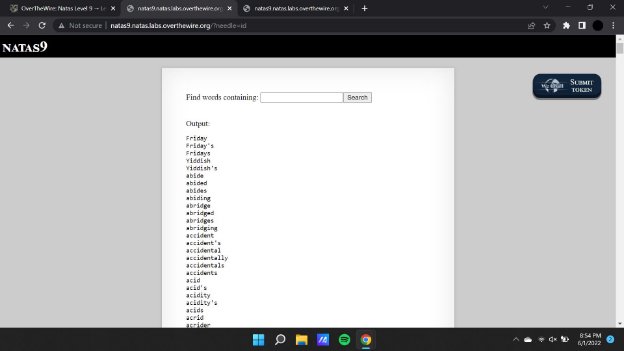 OverTheWire: Natas Level 9 → Le
natas9.natas.labs.overthewire.org
natas9.natas.labs.overthewire.org
Not secure | natas9.natas.labs.overthewire.org/?needle=id
NATAS9
SUBMIT
TOKEN
Find words containing: Search
Output:
Friday
Friday's
Fridays
Yiddish
Yiddish's
abide
abided
abides
abiding
abridge
abridged
abridges
abridging
accident
accident's
accidental
accidentally
accidentals
accidents
acid
acid's
acidity
acidity's
acids
acrid
acrider
8:54 PM
6/1/2022
2